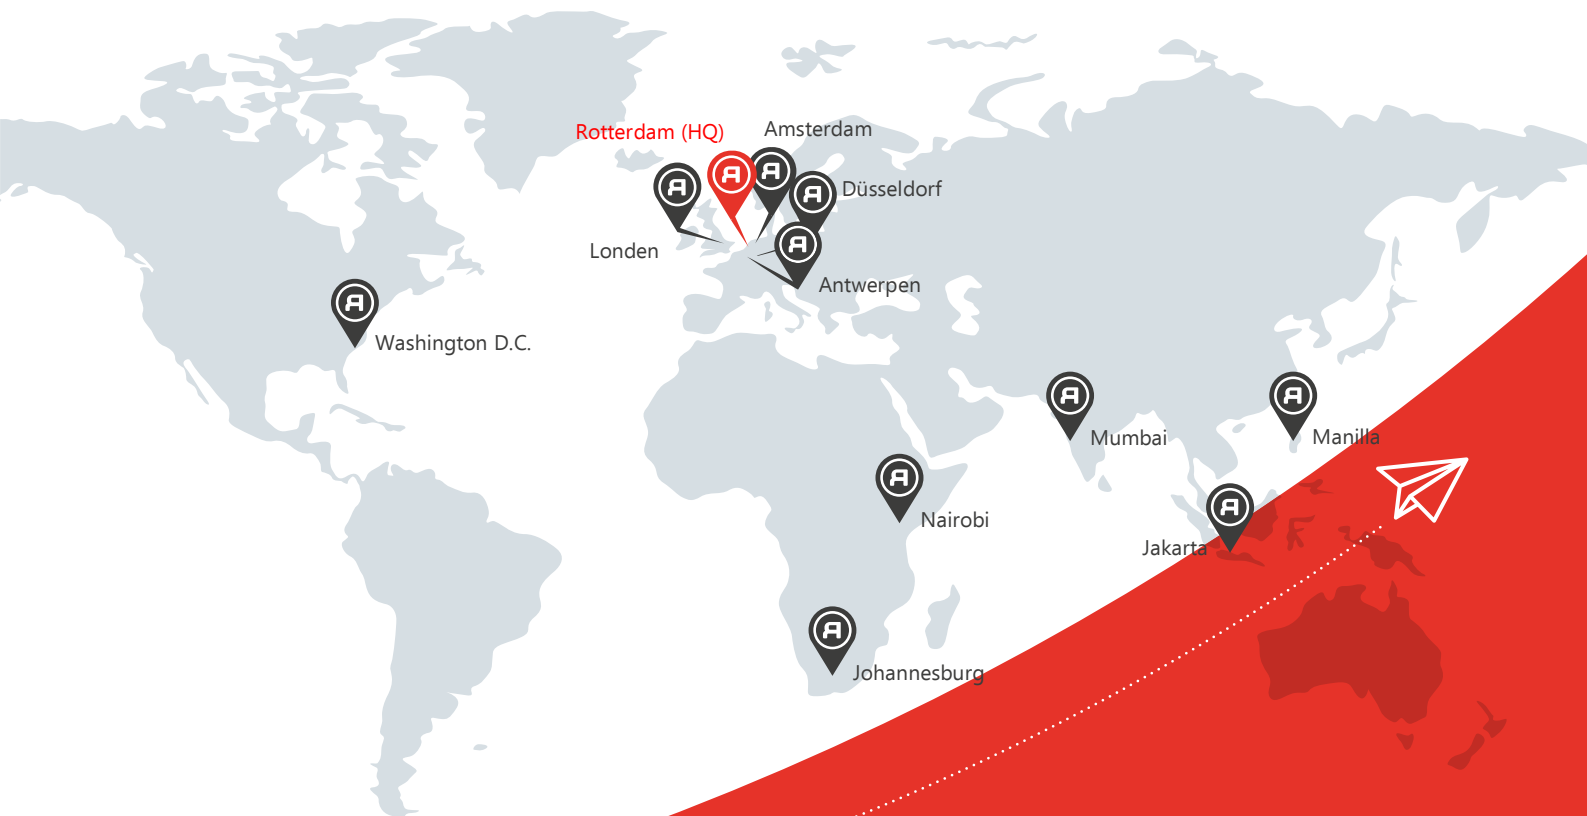 Rotterdam (HQ)
Amsterdam
Düsseldorf
Londen
Antwerpen
Washington D.C.
Mumbai
Manilla
Nairobi
Jakarta
Johannesburg